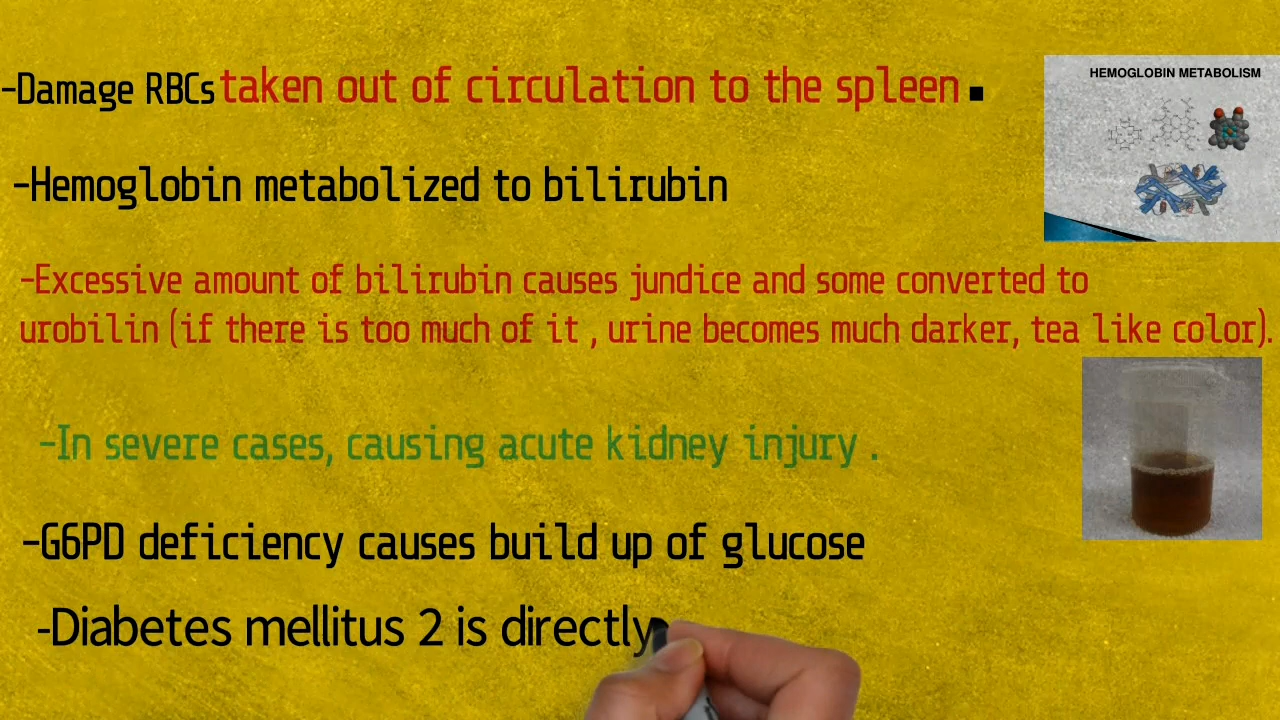 -Damage RBCs taken out of circulation to the spleen.
HEMOGLOBIN METABOLISM
-Hemoglobin metabolized to bilirubin
-Excessive amount of bilirubin causes jundice and some converted to
urobilin (if there is too much of it , urine becomes much darker, tea like color).
-In severe cases, causing acute kidney injury .
-G6PD deficiency causes build up of glucose
-Diabetes mellitus 2 is directly